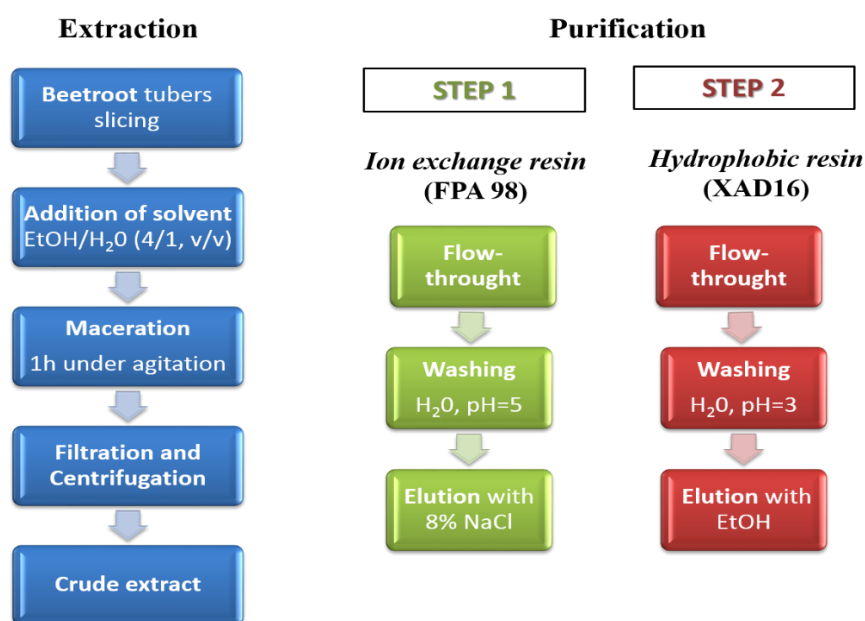 Extraction
Beetroot tubers
slicing
Addition of solvent
EtOH/H₂0 (4/1, v/v)
Maceration
1h under agitation
Filtration and
Centrifugation
Crude extract
Purification
STEP 1
Ion exchange resin
(FPA 98)
Flow-
throught
Washing
H₂0, pH=5
Elution with
8% NaCl
STEP 2
Hydrophobic resin
(XAD16)
Flow-
throught
Washing
H₂0, pH=3
Elution with
EtOH